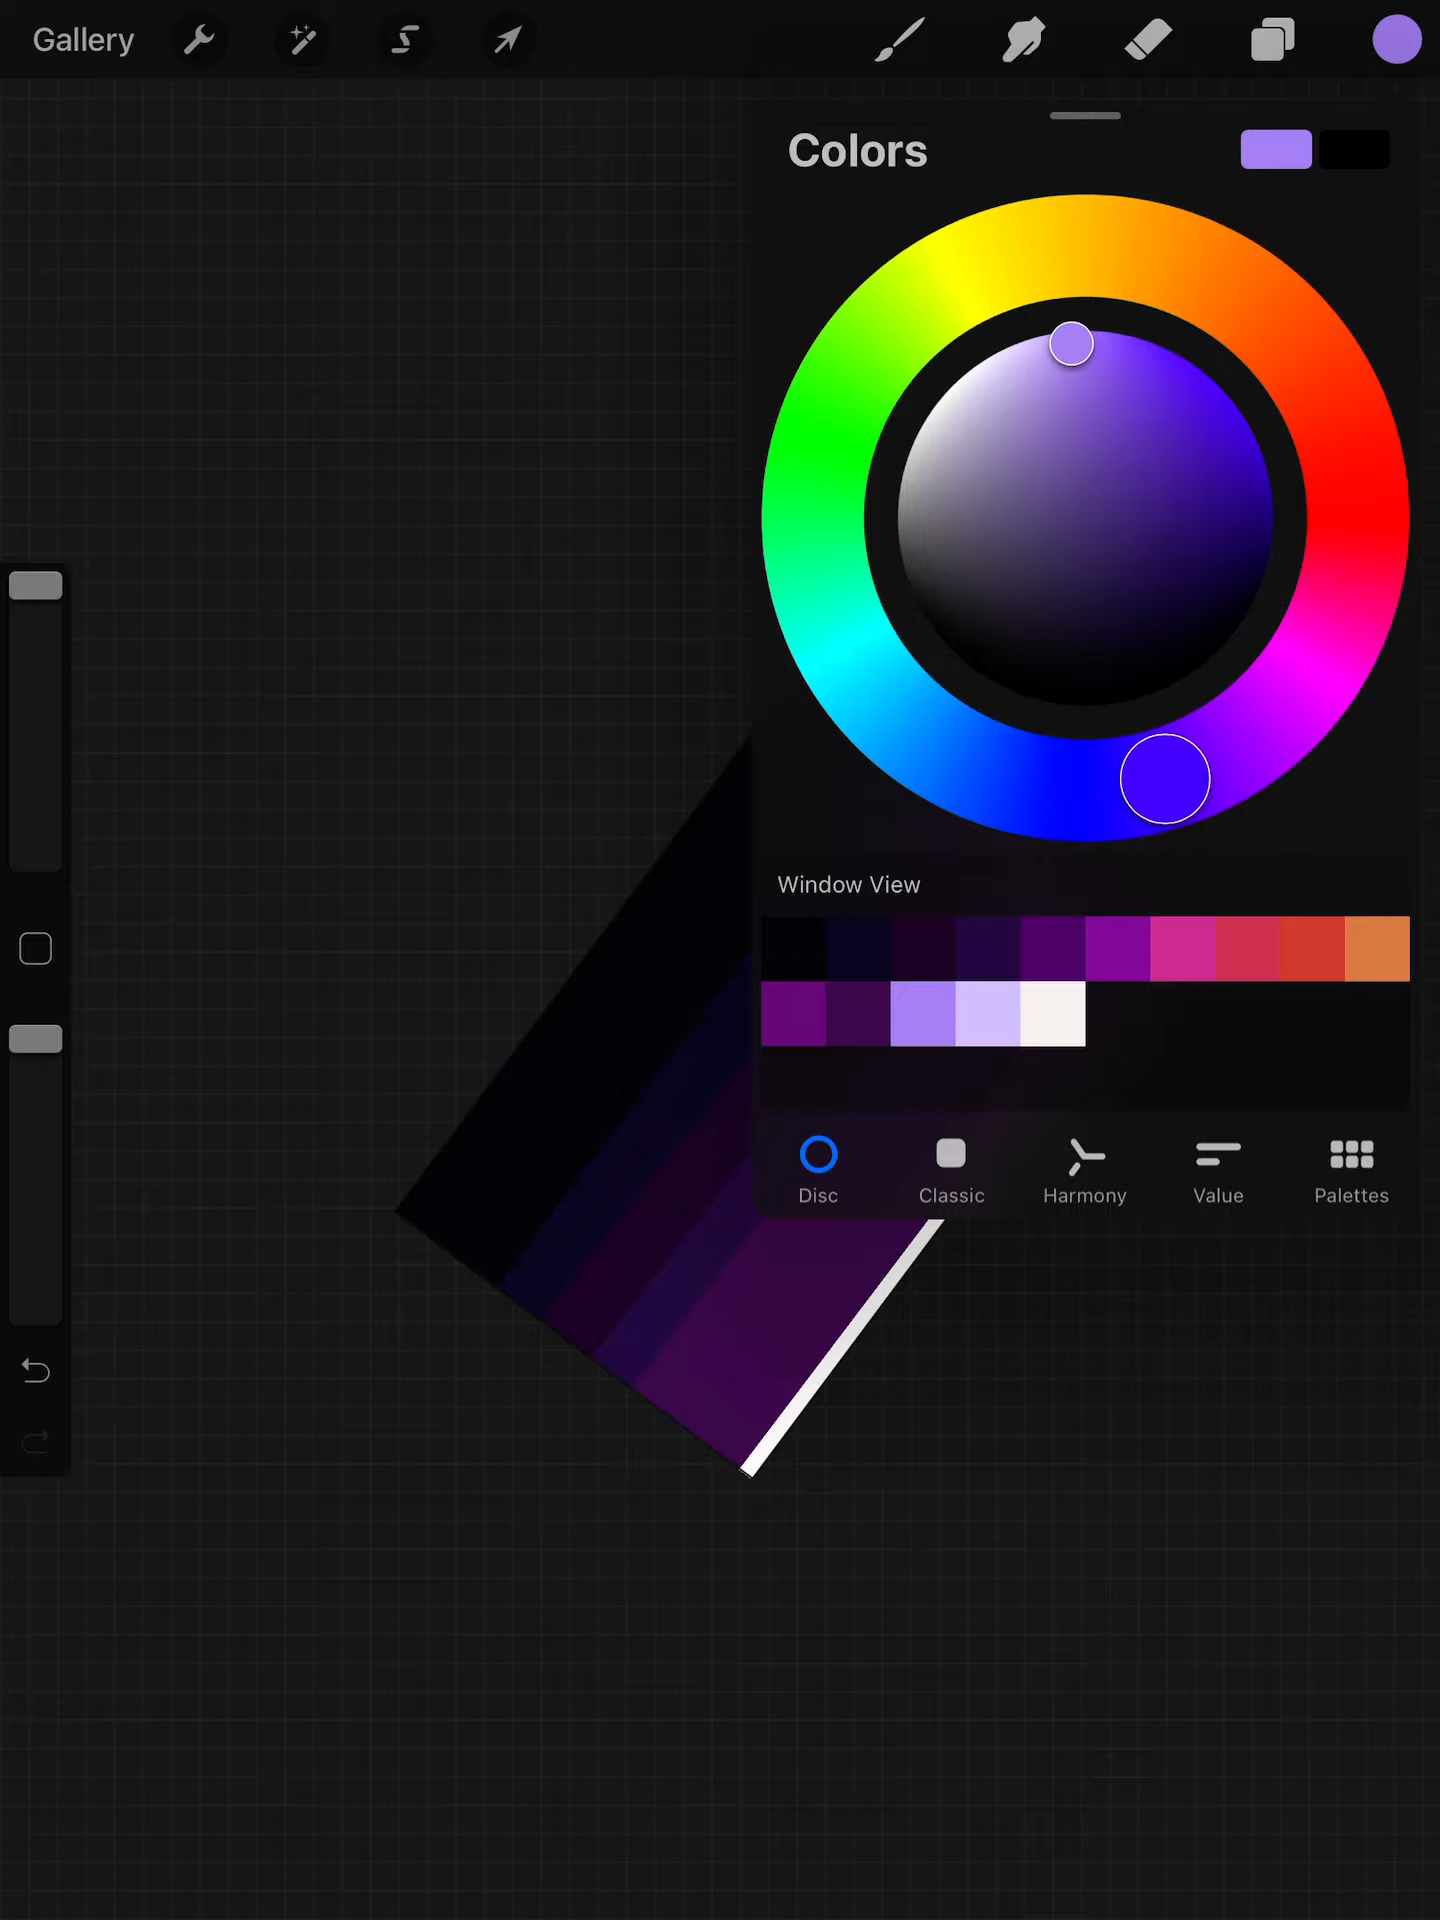 Gallery
Colors
Window View
Disc
Classic
Harmony
Value
Palettes